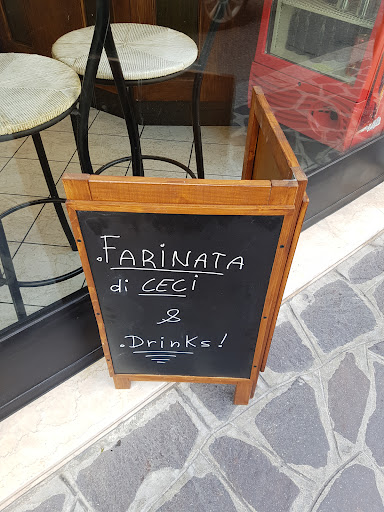 FARINATA
di CECI
&
.Drinks!